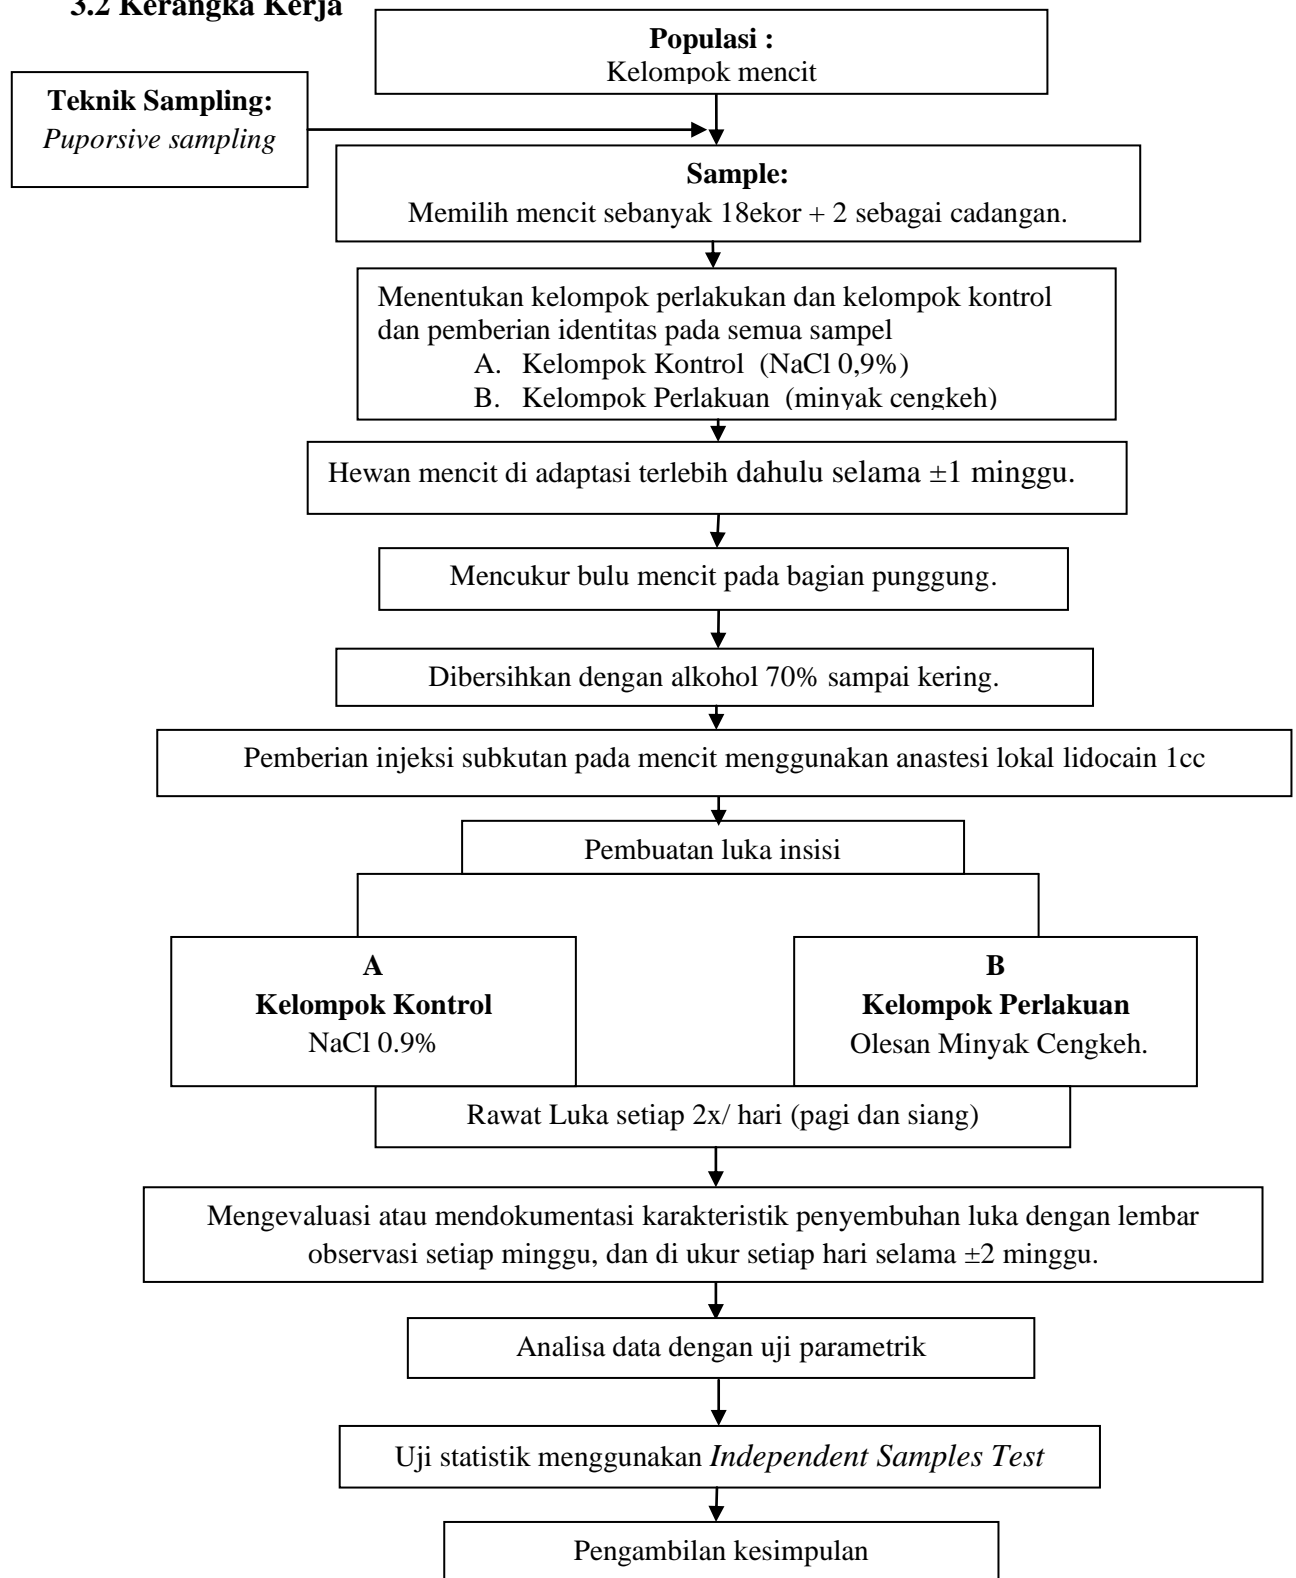 3.2 Kerangka Kerja
Populasi :
Kelompok mencit
Teknik Sampling:
Puporsive sampling
Sample:
Memilih mencit sebanyak 18ekor + 2 sebagai cadangan.
Menentukan kelompok perlakukan dan kelompok kontrol
dan pemberian identitas pada semua sampel
A. Kelompok Kontrol (NaCl 0,9%)
B. Kelompok Perlakuan (minyak cengkeh)
Hewan mencit di adaptasi terlebih dahulu selama ±1 minggu.
Mencukur bulu mencit pada bagian punggung.
Dibersihkan dengan alkohol 70% sampai kering.
Pemberian injeksi subkutan pada mencit menggunakan anastesi lokal lidocain 1cc
Pembuatan luka insisi
A
Kelompok Kontrol
NaCl 0.9%
B
Kelompok Perlakuan
Olesan Minyak Cengkeh.
Rawat Luka setiap 2x/ hari (pagi dan siang)
Mengevaluasi atau mendokumentasi karakteristik penyembuhan luka dengan lembar
observasi setiap minggu, dan di ukur setiap hari selama ±2 minggu.
Analisa data dengan uji parametrik
Uji statistik menggunakan Independent Samples Test
Pengambilan kesimpulan